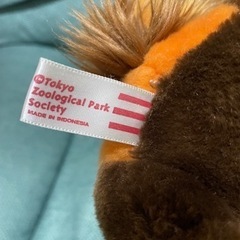 ©Tokyo
Zoological Park
Society
MADE IN INDONESIA